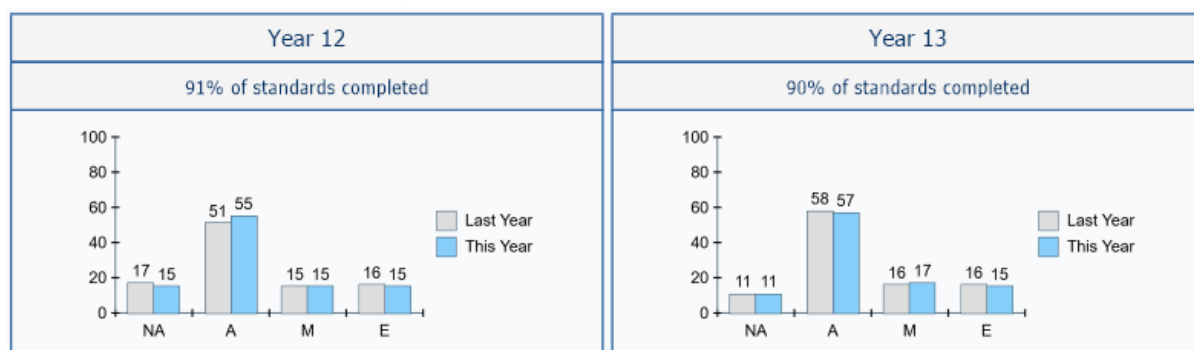 Year 12
91% of standards completed
100
80
60
40
20
0
17 15
51 55
15 15
16 15
NA A M E
Last Year
This Year
Year 13
90% of standards completed
100
80
60
40
20
0
11 11
58 57
16 17
16 15
NA A M E
Last Year
This Year